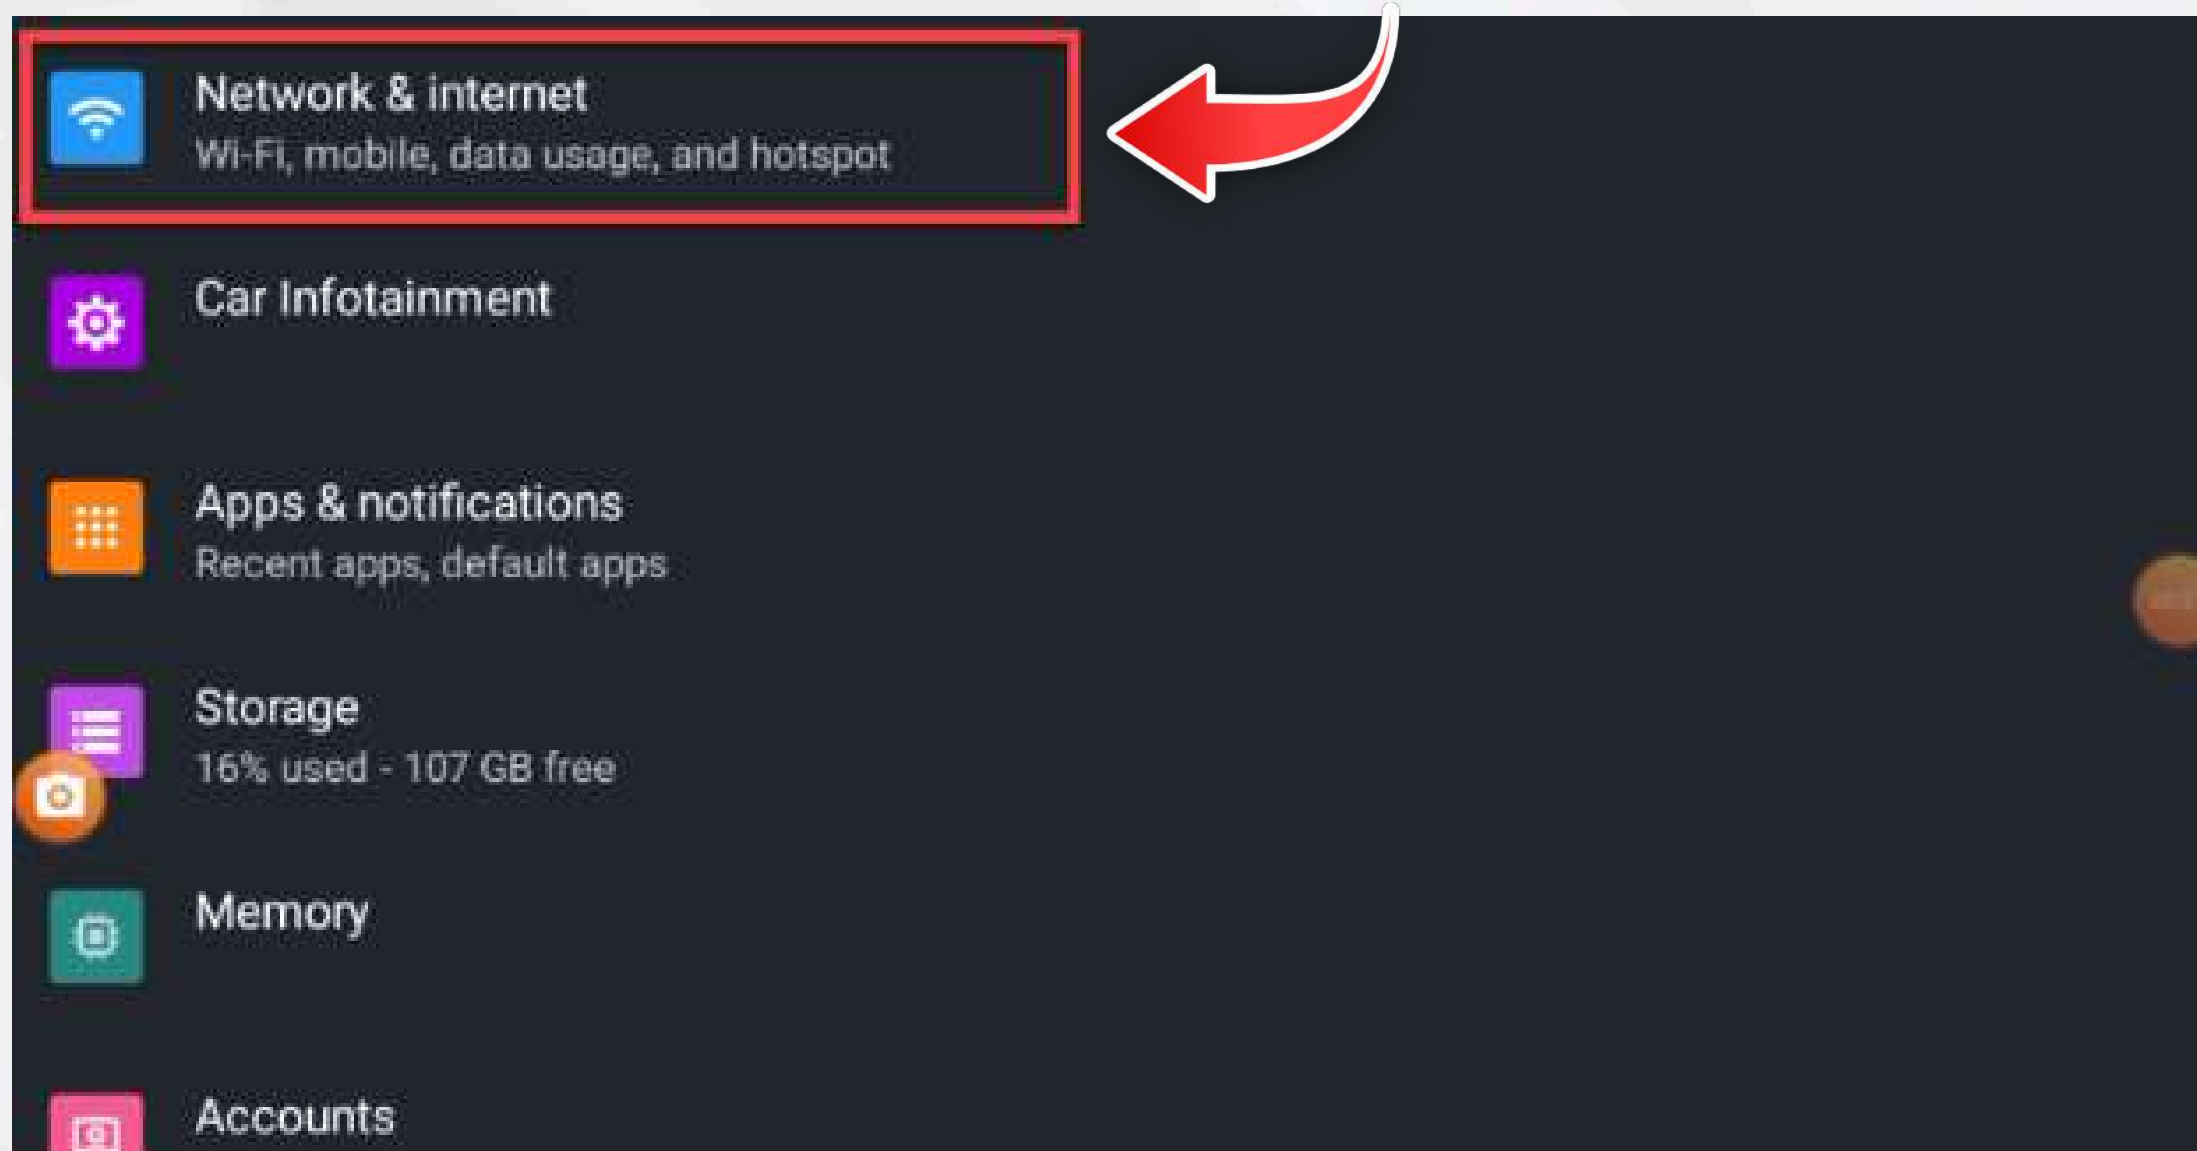 Network & internet
Wi-Fi, mobile, data usage, and hotspot
Car Infotainment
Apps & notifications
Recent apps, default apps
Storage
16% used - 107 GB free
Memory
Accounts